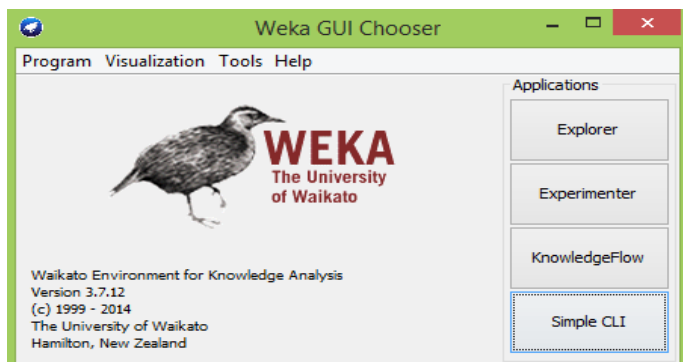 Weka GUI Chooser
Program Visualization Tools Help
Applications
Explorer
Experimenter
KnowledgeFlow
Simple CLI
WEKA
The University
of Waikato
Waikato Environment for Knowledge Analysis
Version 3.7.12
(c) 1999 - 2014
The University of Waikato
Hamilton, New Zealand